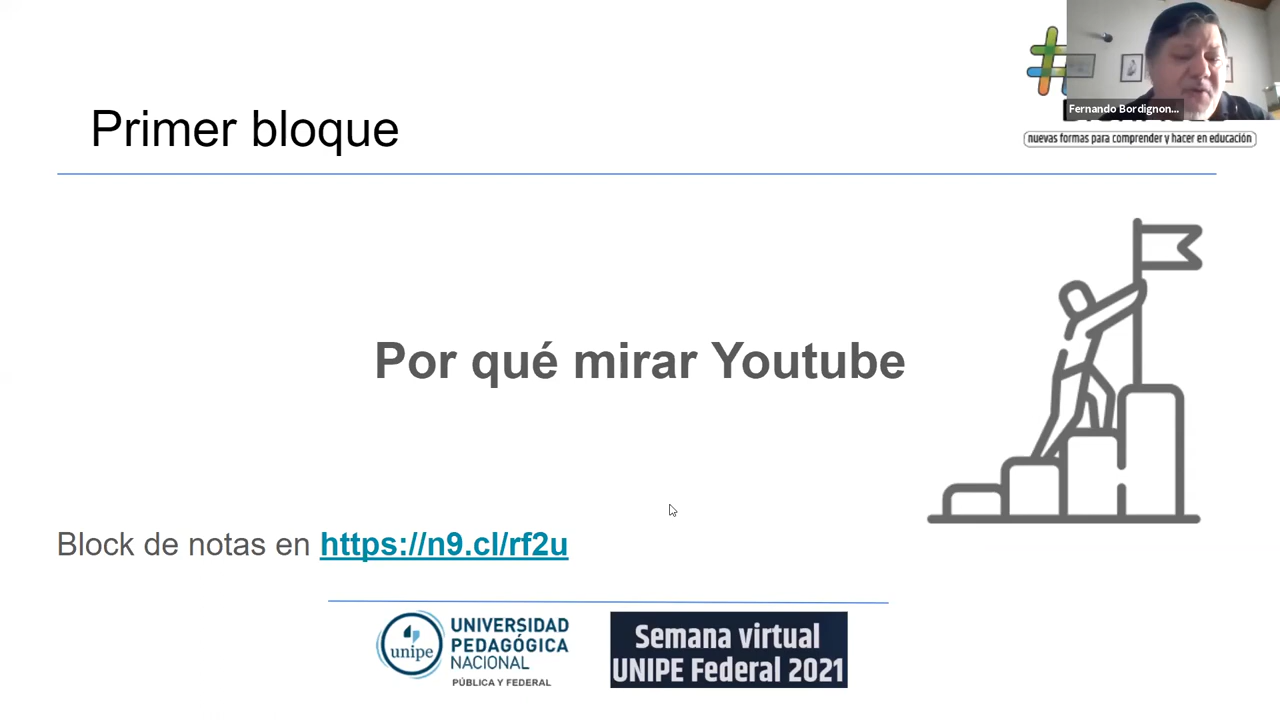 Primer bloque
Fernando Bordignon...
nuevas formas para comprender y hacer en educación
Por qué mirar Youtube
Block de notas en https://n9.cl/rf2u
unipe
UNIVERSIDAD
PEDAGÓGICA
NACIONAL
PÚBLICA Y FEDERAL
Semana virtual
UNIPE Federal 2021